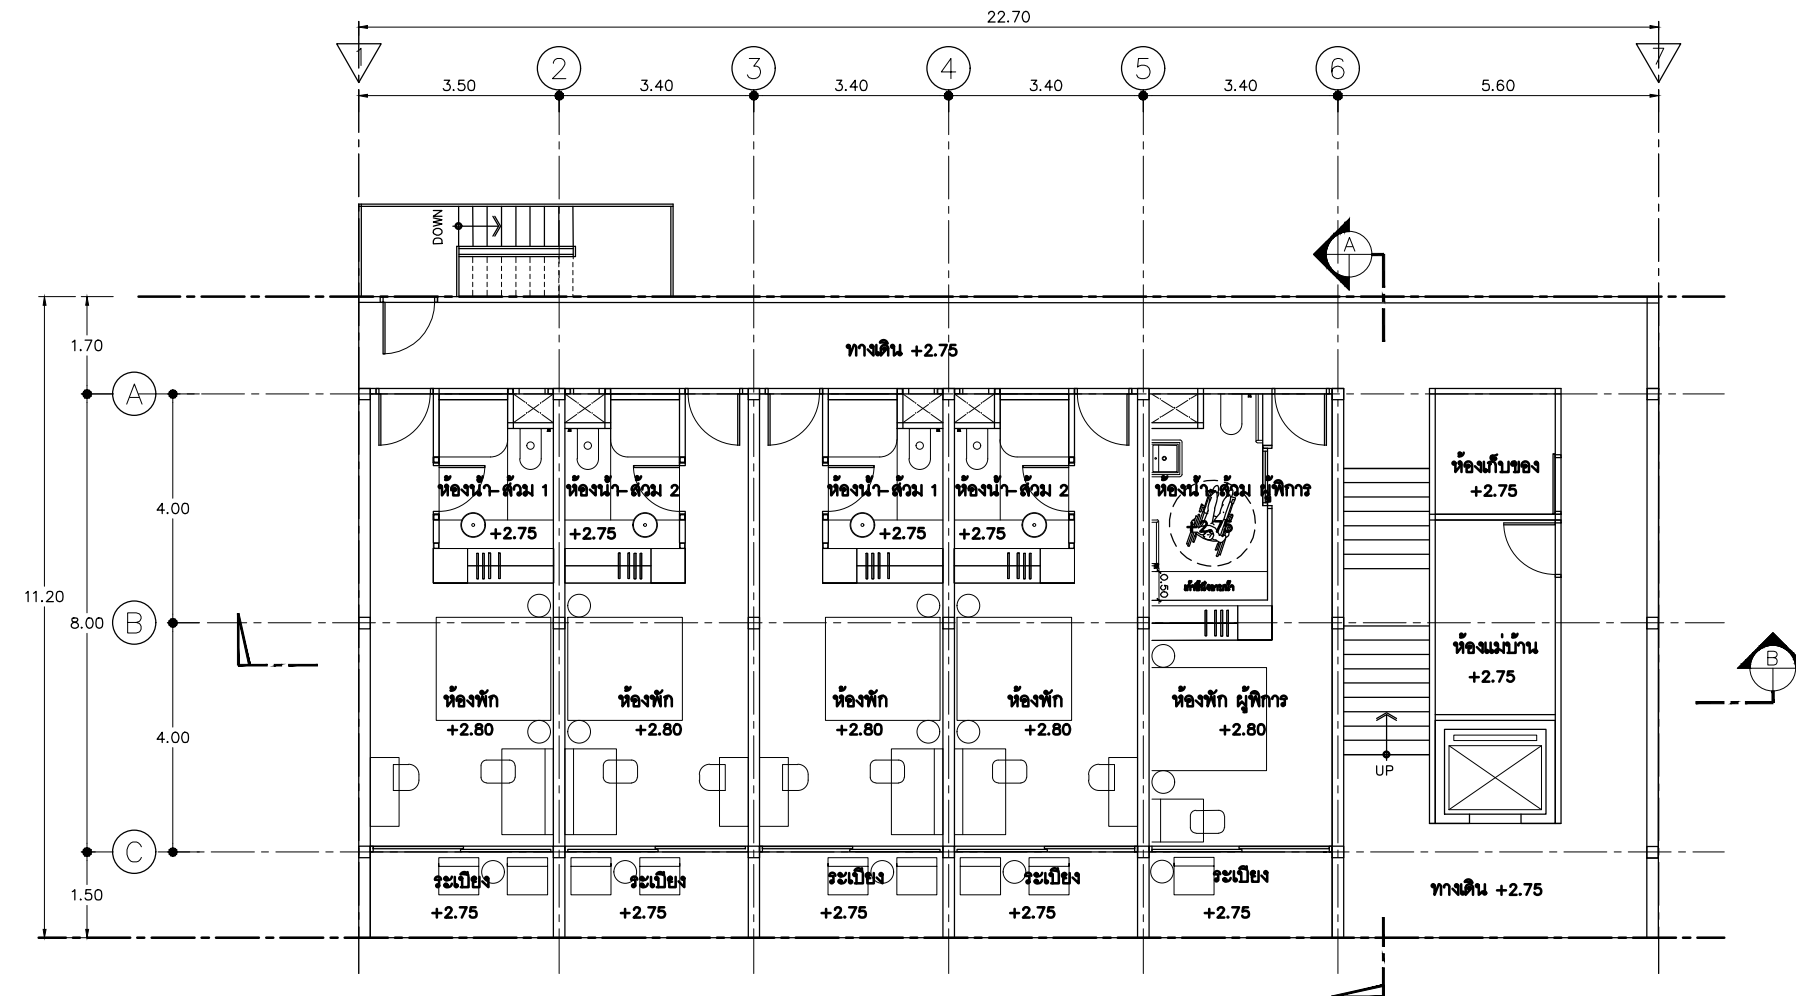 22.70
1
2
3
4
5
6
7
3.50
3.40
3.40
3.40
3.40
5.60
DOWN
A
1.70
ทางเดิน +2.75
A
ห้องเก็บของ
+2.75
ห้องน้ำ-ส้วม 1
ห้องน้ำ-ส้วม 2
ห้องน้ำ-ส้วม 1
ห้องน้ำ-ส้วม 2
ห้องน้ำ-ส้วม ผู้พิการ
4.00
+2.75
+2.75
+2.75
+2.75
0.50
11.20
8.00
B
ห้องแม่บ้าน
+2.75
B
ห้องพัก
ห้องพัก
ห้องพัก
ห้องพัก
ห้องพัก ผู้พิการ
+2.80
+2.80
+2.80
+2.80
+2.80
4.00
UP
C
ระเบียง
ระเบียง
ระเบียง
ระเบียง
ระเบียง
1.50
ทางเดิน +2.75
+2.75
+2.75
+2.75
+2.75
+2.75